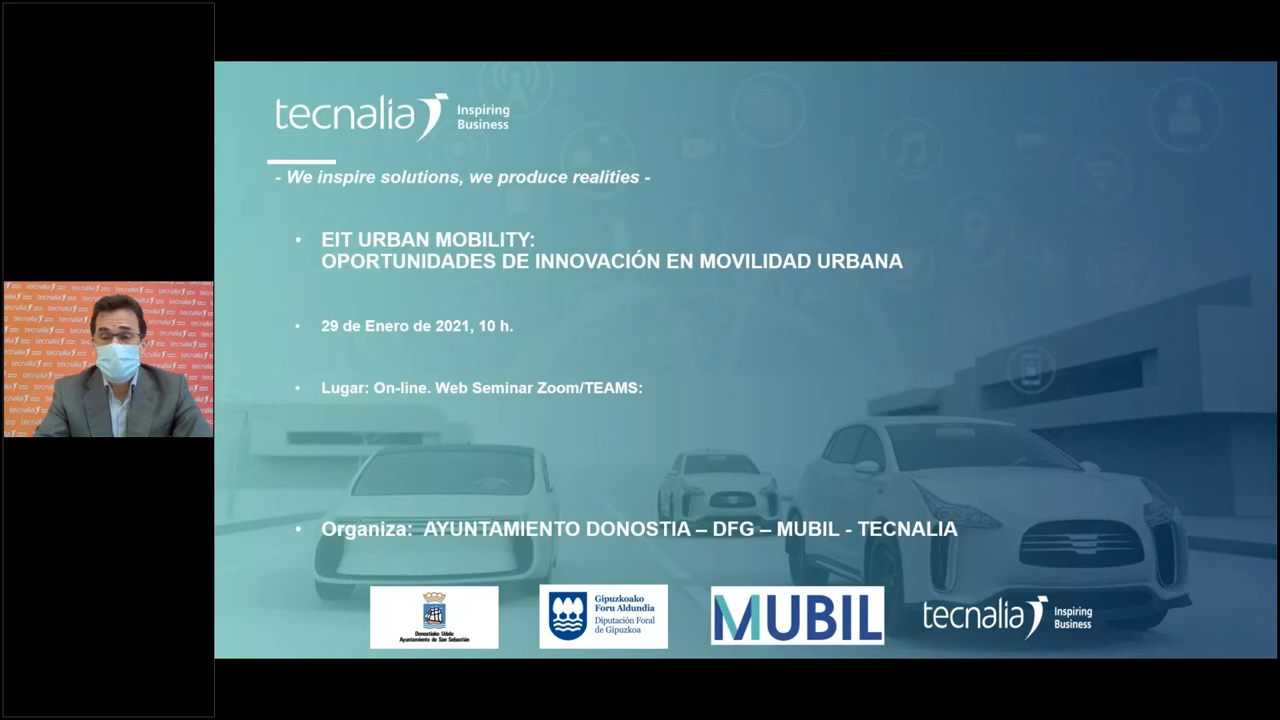 tecnalia Inspiring
Business
- We inspire solutions, we produce realities -
• EIT URBAN MOBILITY:
OPORTUNIDADES DE INNOVACIÓN EN MOVILIDAD URBANA
• 29 de Enero de 2021, 10 h.
• Lugar: On-line. Web Seminar Zoom/TEAMS:
• Organiza: AYUNTAMIENTO DONOSTIA – DFG – MUBIL - TECNALIA
Donostiako Udala
Ayuntamiento de San Sebastián
Gipuzkoako
Foru Aldundia
Diputación Foral
de Gipuzkoa
MUBIL
tecnalia Inspiring
Business
tecnalia